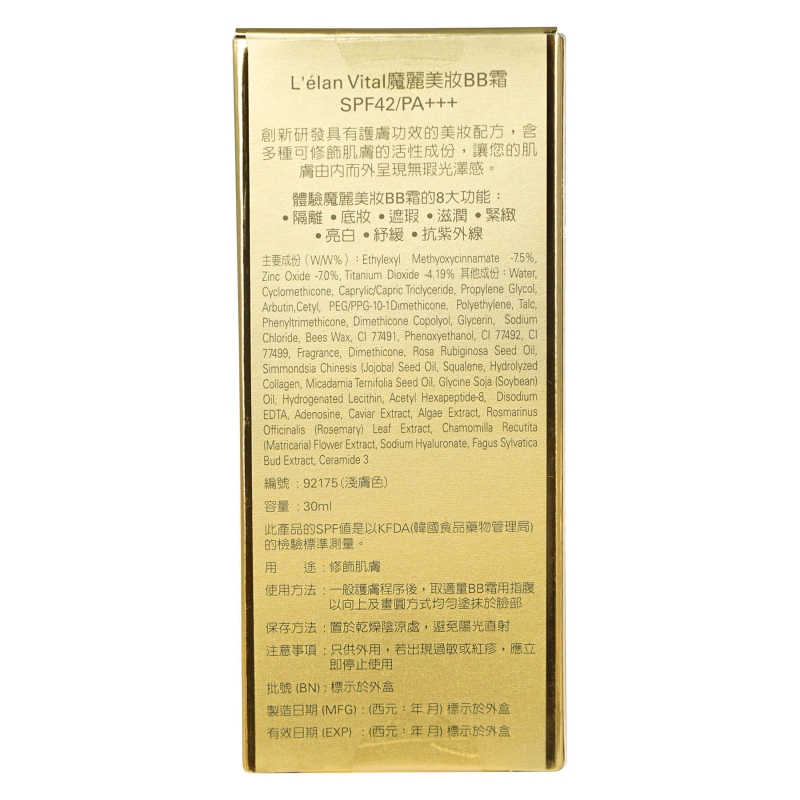 L'élan Vital魔麗美妝BB霜
SPF42/PA+++
創新研發具有護膚功效的美妝配方，含
多種可修飾肌膚的活性成份，讓您的肌
膚由內而外呈現無瑕光澤感。
體驗魔麗美妝BB霜的8大功能：
•隔離 •底妝 •遮瑕 •滋潤 •緊緻
•亮白 •紓緩 •抗紫外線
主要成份（W/W%）：Ethylexyl Methyoxycinnamate -7.5%,
Zinc Oxide -7.0%, Titanium Dioxide -4.19% 其他成份：Water,
Cyclomethicone, Caprylic/Capric Triclyceride, Propylene Glycol,
Arbutin,Cetyl, PEG/PPG-10-1Dimethicone, Polyethylene, Talc,
Phenyltrimethicone, Dimethicone Copolyol, Glycerin, Sodium
Chloride, Bees Wax, CI 77491, Phenoxyethanol, CI 77492, CI
77499, Fragrance, Dimethicone, Rosa Rubiginosa Seed Oil,
Simmondsia Chinesis (Jojoba) Seed Oil, Squalene, Hydrolyzed
Collagen, Micadamia Ternifolia Seed Oil, Glycine Soja (Soybean)
Oil, Hydrogenated Lecithin, Acetyl Hexapeptide-8, Disodium
EDTA, Adenosine, Caviar Extract, Algae Extract, Rosmarinus
Officinalis (Rosemary) Leaf Extract, Chamomilla Recutita
(Matricaria) Flower Extract, Sodium Hyaluronate, Fagus Sylvatica
Bud Extract, Ceramide 3
編號：92175（淺膚色）
容量：30ml
此產品的SPF值是以KFDA(韓國食品藥物管理局)
的檢驗標準測量。
用　　途：修飾肌膚
使用方法：一般護膚程序後，取適量BB霜用指腹
以向上及畫圓方式均勻塗抹於臉部
保存方法：置於乾燥陰涼處，避免陽光直射
注意事項：只供外用，若出現過敏或紅疹，應立
即停止使用
批號 (BN)：標示於外盒
製造日期 (MFG)：(西元：年 月) 標示於外盒
有效日期 (EXP)：(西元：年 月) 標示於外盒